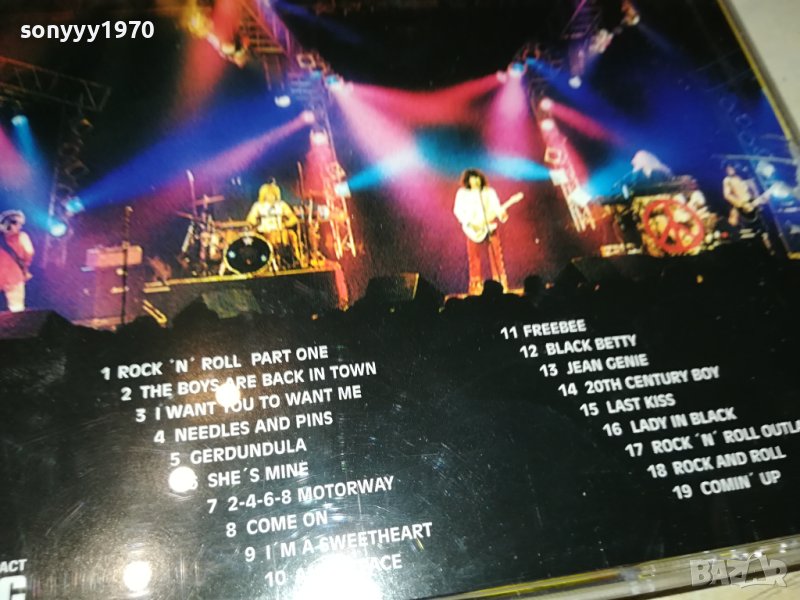 sonyyy1970
1 ROCK ´N´ ROLL PART ONE
2 THE BOYS ARE BACK IN TOWN
3 I WANT YOU TO WANT ME
4 NEEDLES AND PINS
5 GERDUNDULA
SHE´S MINE
7 2-4-6-8 MOTORWAY
8 COME ON
9 I´M A SWEETHEART
10
11 FREEBEE
12 BLACK BETTY
13 JEAN GENIE
14 20TH CENTURY BOY
15 LAST KISS
16 LADY IN BLACK
17 ROCK ´N´ ROLL OUTLA
18 ROCK AND ROLL
19 COMIN´ UP
BAZAR